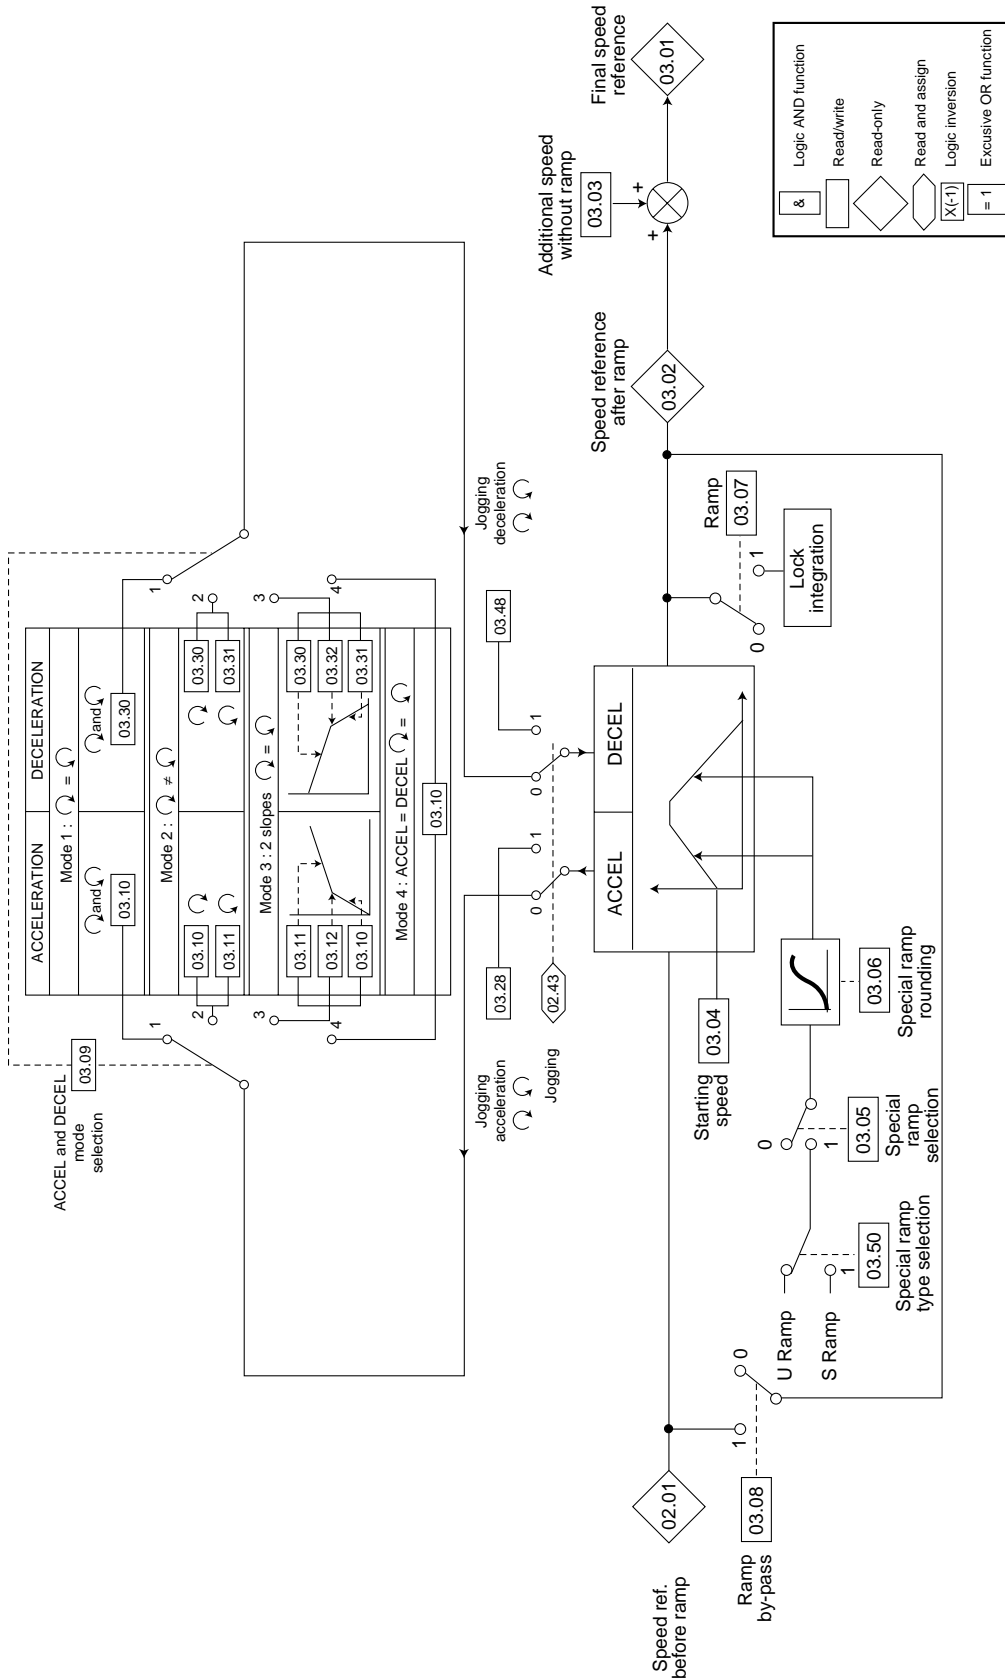 ACCEL and DECEL
mode
selection
03.09
ACCELERATION
DECELERATION
Mode 1 : =
and
03.10
and
03.30
1
1
Mode 2 : ≠
03.10
03.11
03.30
03.31
2
2
Mode 3 : 2 slopes =
03.11
03.12
03.10
03.30
03.32
03.31
3
3
Mode 4 : ACCEL = DECEL =
03.10
4
4
Jogging
acceleration
Jogging
deceleration
Jogging
02.43
03.28
03.48
0
1
0
1
ACCEL
DECEL
Speed ref.
before ramp
02.01
Ramp
by-pass
03.08
1
0
U Ramp
S Ramp
1
03.50
Special ramp
type selection
0
1
03.05
Special
ramp
selection
03.06
Special ramp
rounding
Starting
speed
03.04
Ramp
03.07
0
1
Lock
integration
Speed reference
after ramp
03.02
Additional speed
without ramp
03.03
+
+
Final speed
reference
03.01
& Logic AND function
Read/write
Read-only
Read and assign
X(-1) Logic inversion
= 1 Excusive OR function